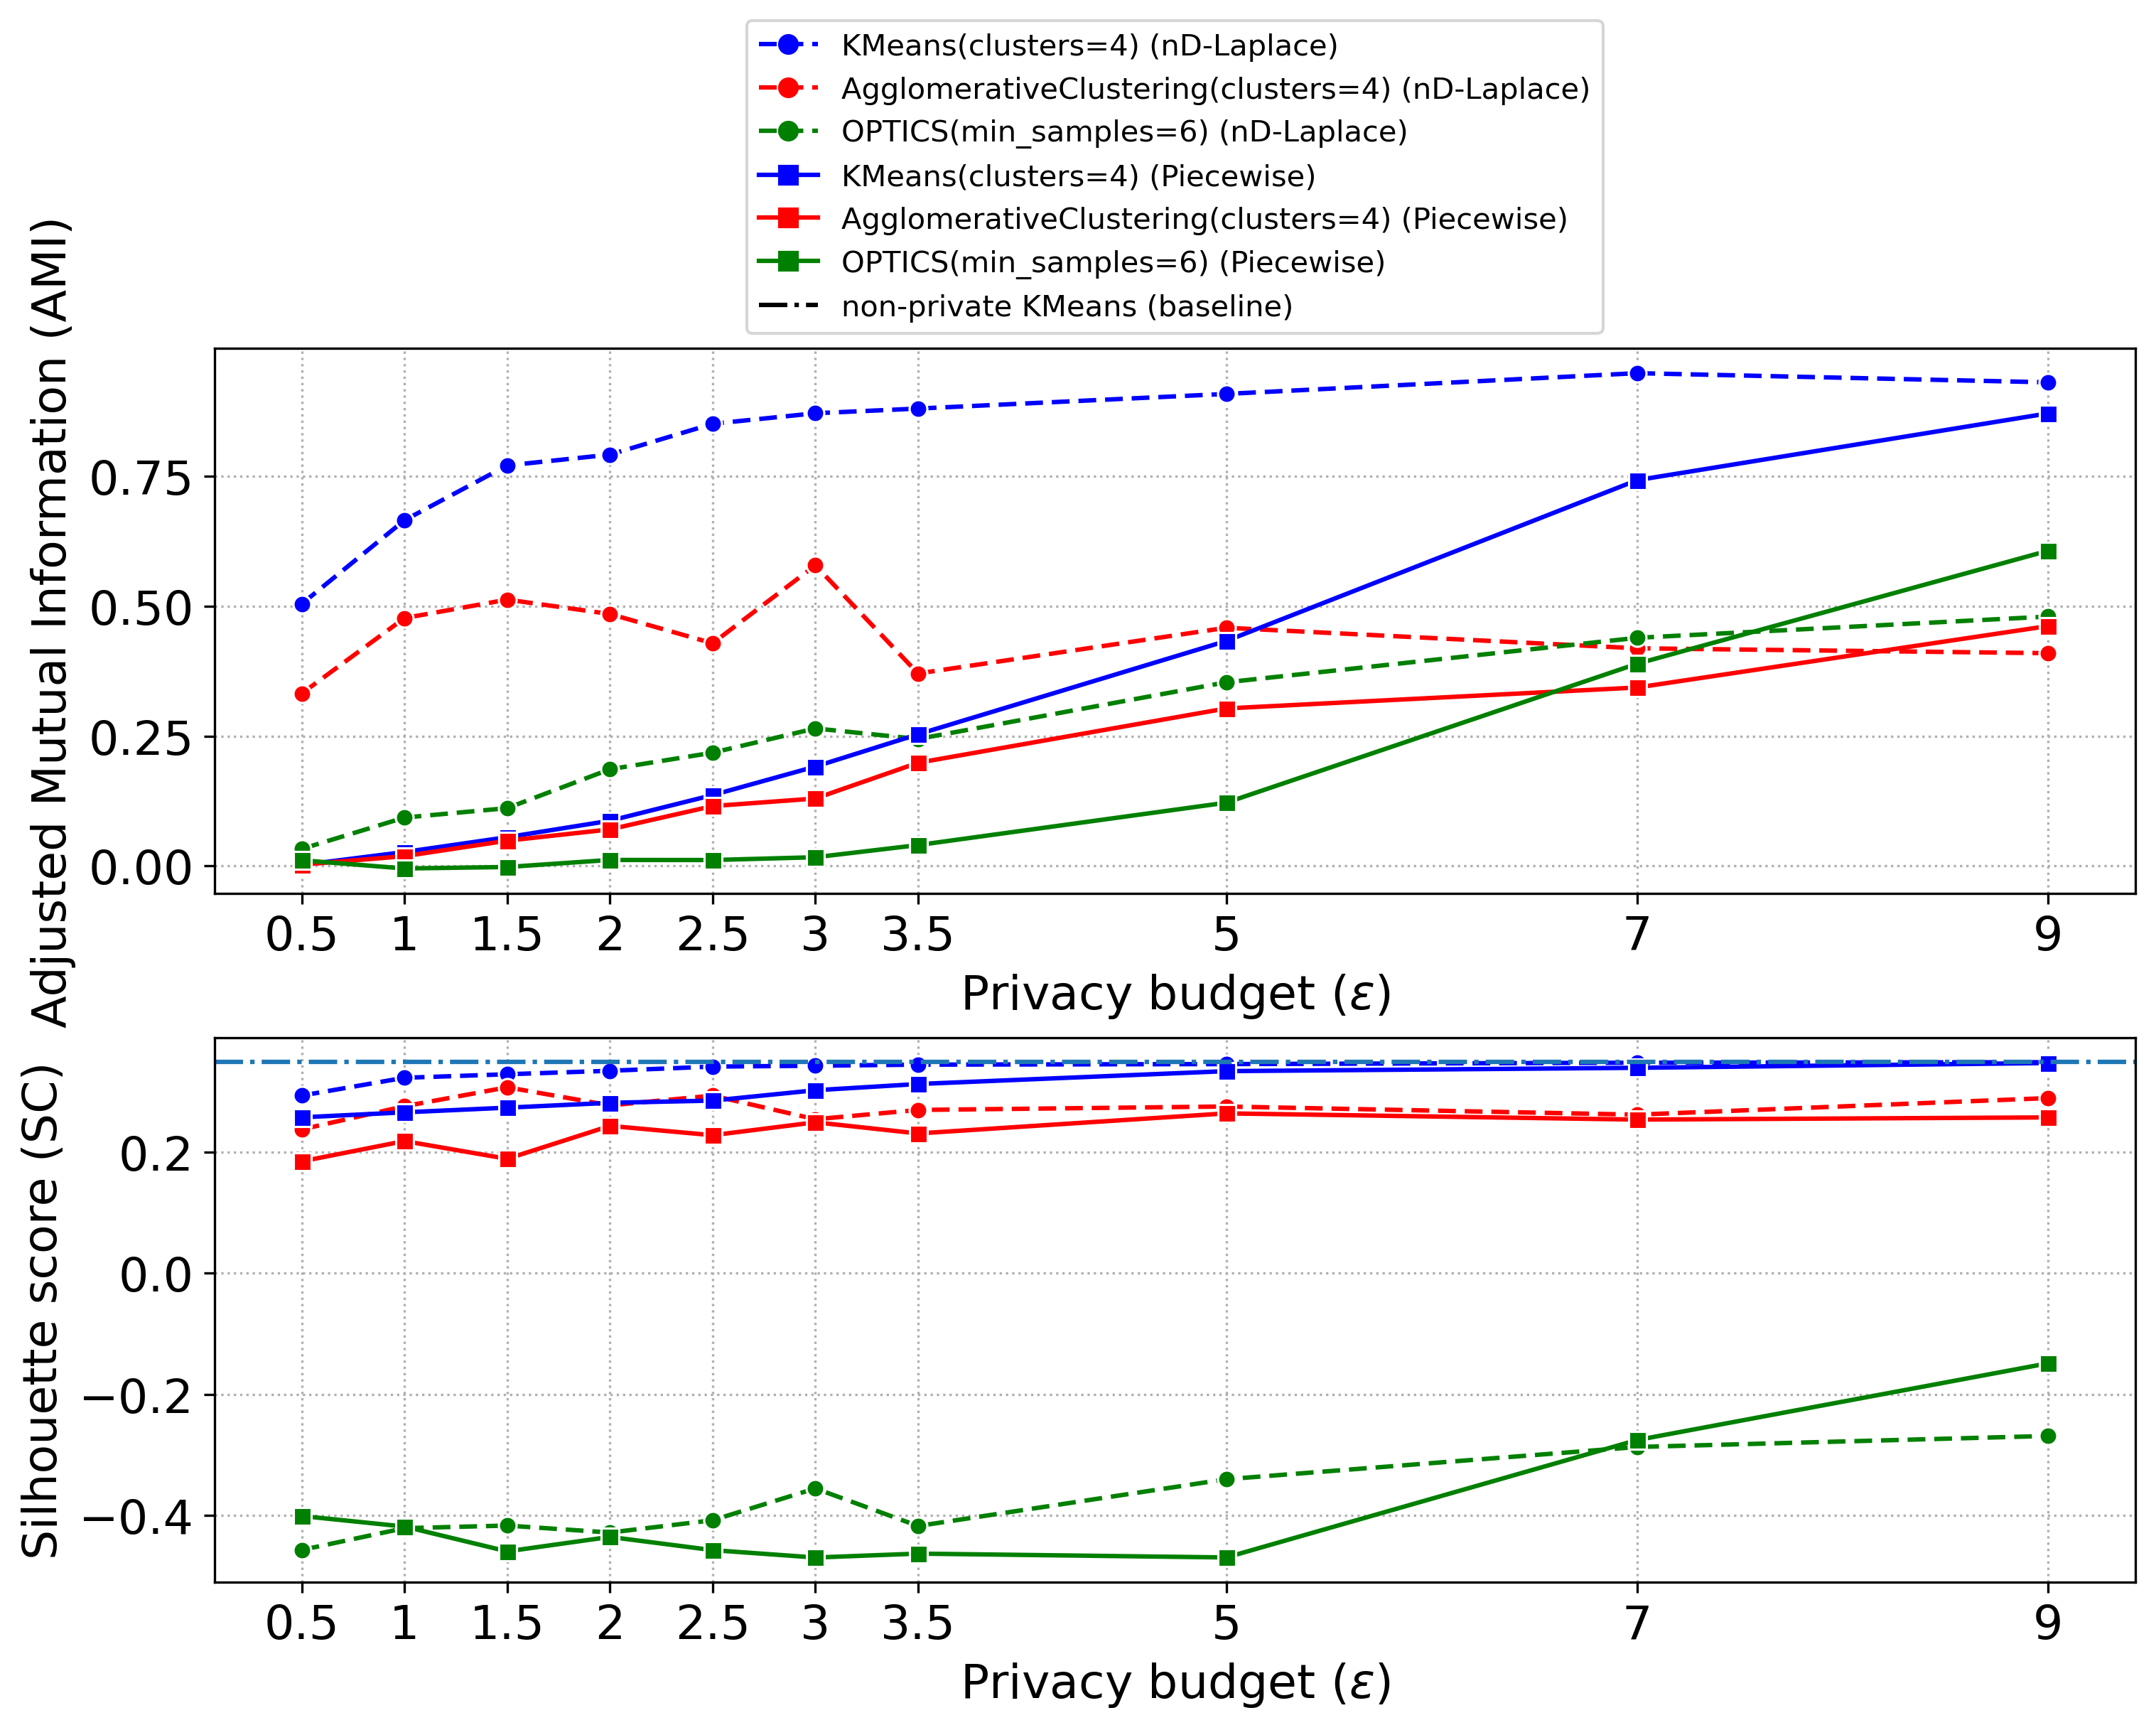 KMeans(clusters=4) (nD-Laplace)
AgglomerativeClustering(clusters=4) (nD-Laplace)
OPTICS(min_samples=6) (nD-Laplace)
KMeans(clusters=4) (Piecewise)
AgglomerativeClustering(clusters=4) (Piecewise)
OPTICS(min_samples=6) (Piecewise)
non-private KMeans (baseline)
Adjusted Mutual Information (AMI)
0.75
0.50
0.25
0.00
0.5 1 1.5 2 2.5 3 3.5 5 7 9
Privacy budget (ε)
Silhouette score (SC)
0.2
0.0
−0.2
−0.4
0.5 1 1.5 2 2.5 3 3.5 5 7 9
Privacy budget (ε)